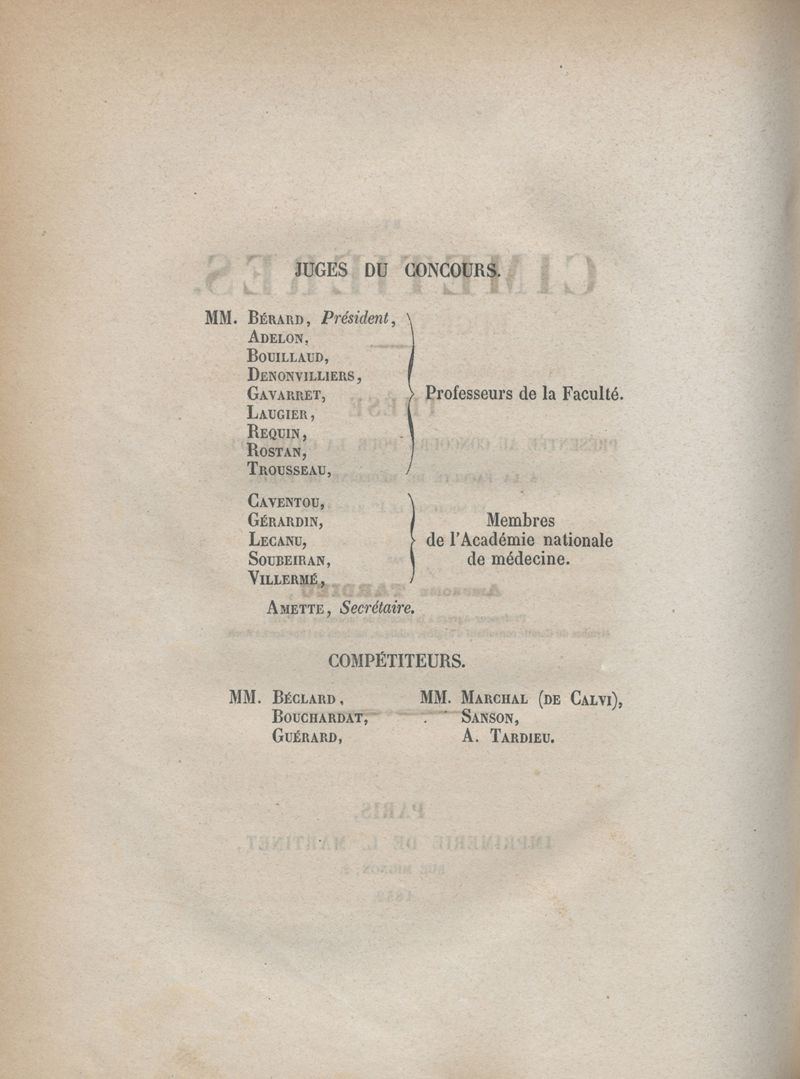 JUGES DU CONCOURS.
MM. BÉRARD, Président,
ADELON,
BOUILLAUD,
DENONVILLIERS,
GAVARRET,
LAUGIER,
REQUIN,
ROSTAN,
TROUSSEAU,
Professeurs de la Faculté.
CAVENTOU,
GÉRARDIN,
LECANU,
SOUBEIRAN,
VILLERMÉ,
Membres
de l'Académie nationale
de médecine.
AMETTE, Secrétaire.
COMPÉTITEURS.
MM. BÉCLARD, MM. MARCHAL (DE CALVI),
BOUCHARDAT, SANSON,
GUÉRARD, A. TARDIEU.